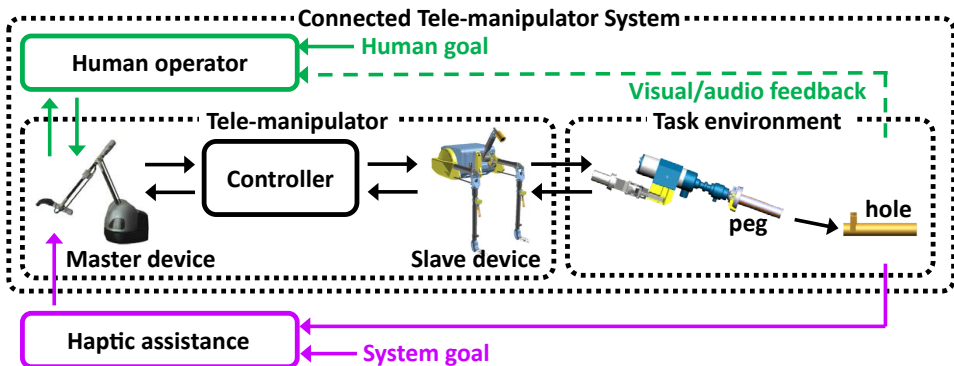 Connected Tele-manipulator System
Human goal
Human operator
Visual/audio feedback
Tele-manipulator
Task environment
Controller
peg
hole
Master device
Slave device
Haptic assistance
System goal